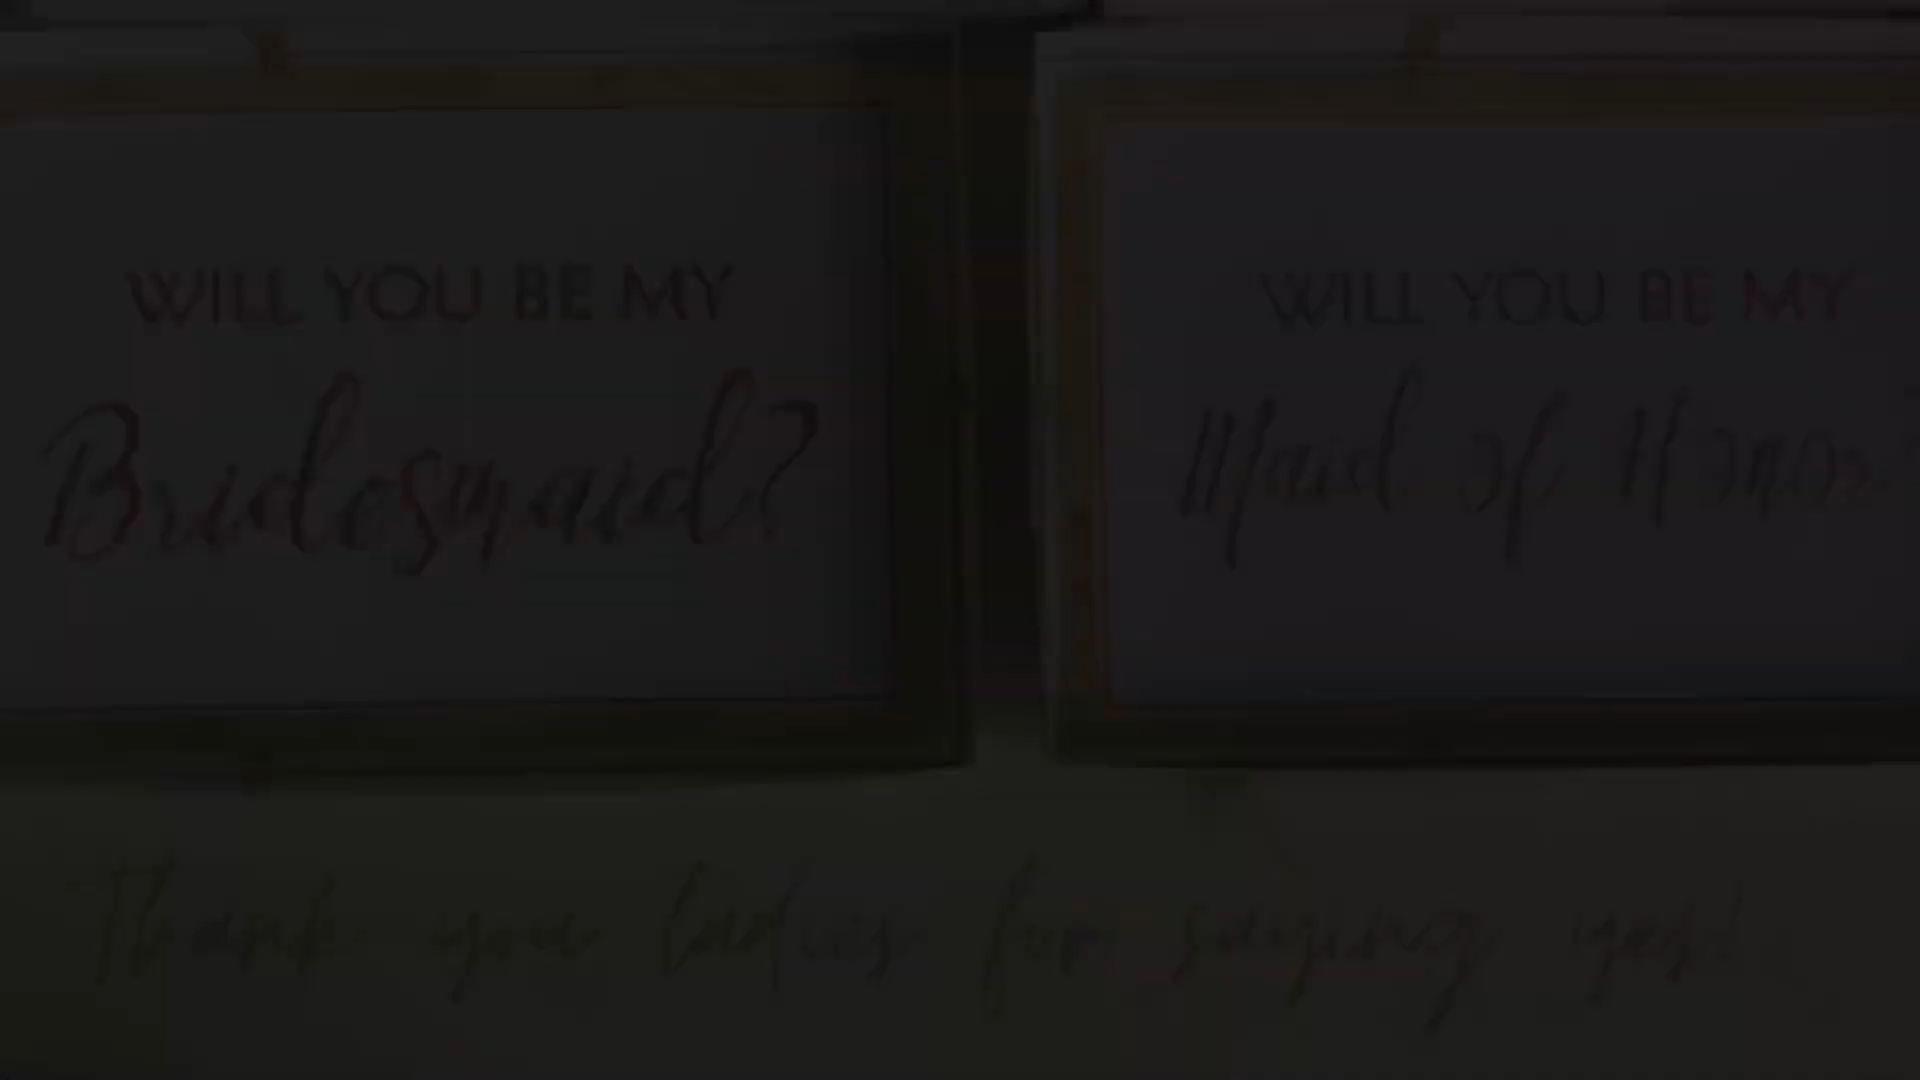 WILL YOU BE MY
Bridesmaid?
WILL YOU BE MY
Maid of Honor
Thank you ladies for saying yes!